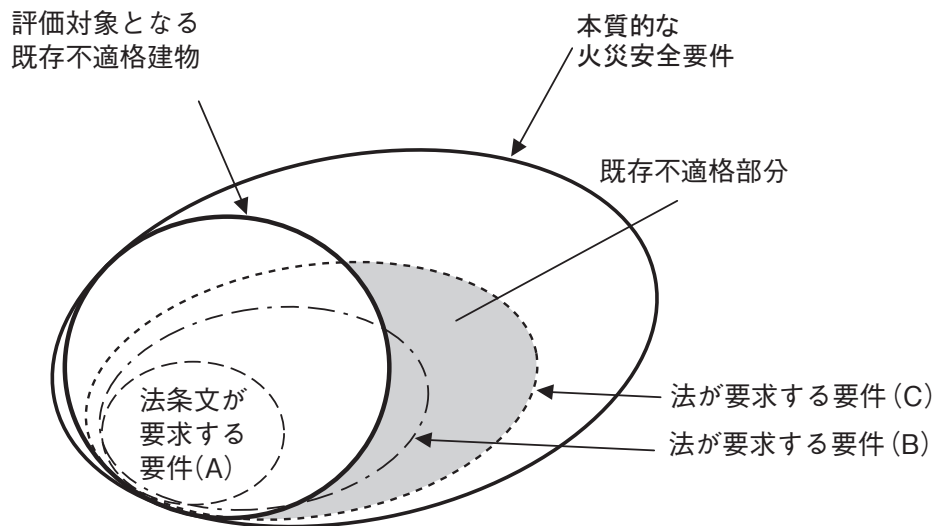 評価対象となる
既存不適格建物
本質的な
火災安全要件
既存不適格部分
法条文が
要求する
要件(A)
法が要求する要件(C)
法が要求する要件(B)